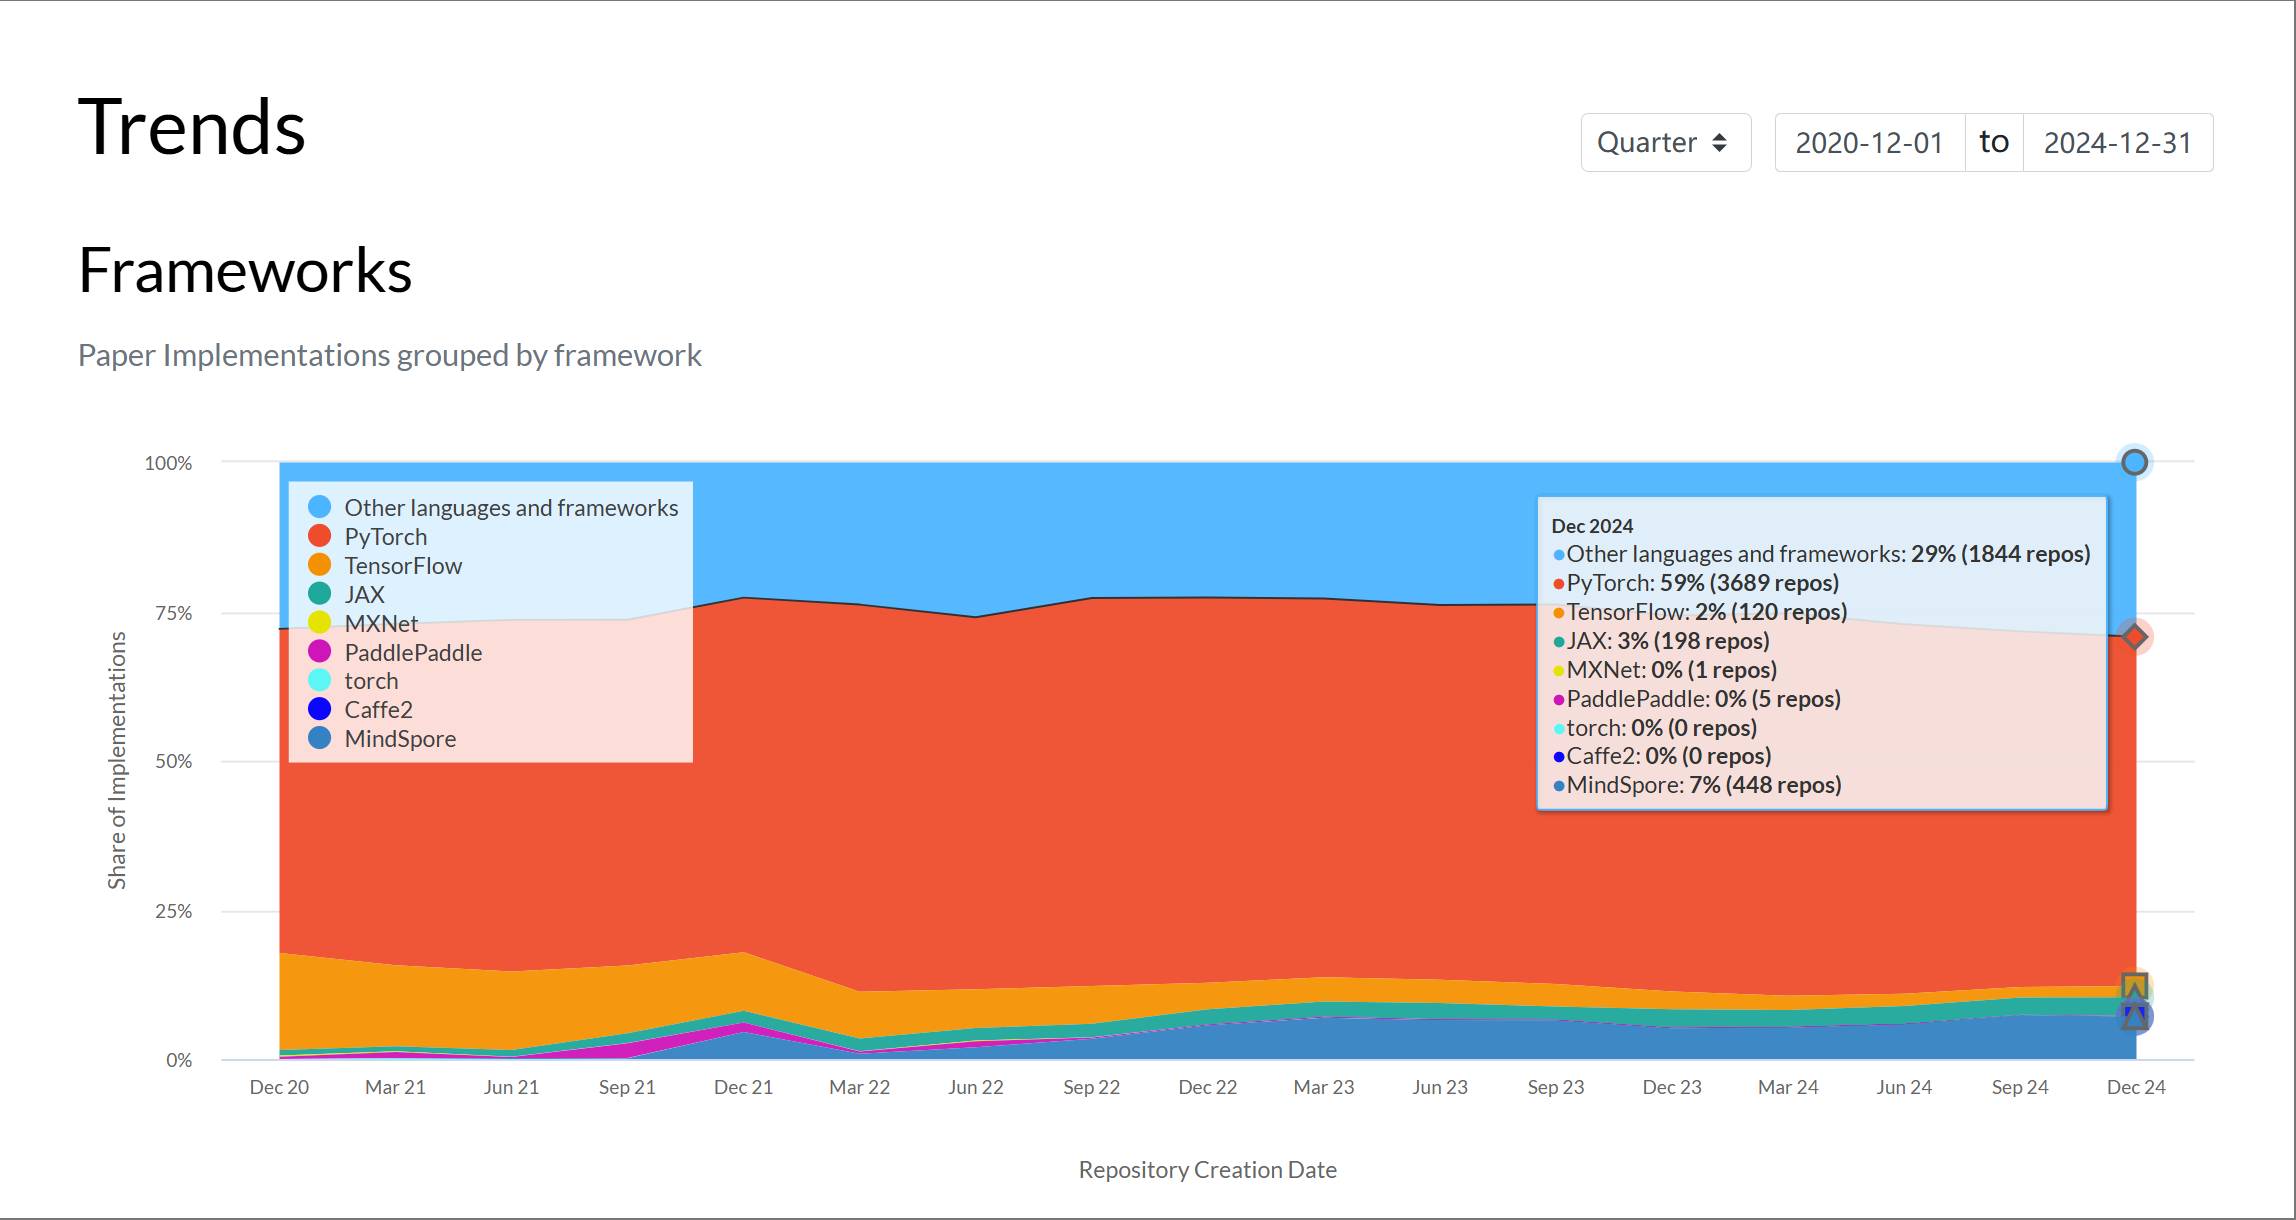 Trends
Quarter
2020-12-01 to 2024-12-31
Frameworks
Paper Implementations grouped by framework
Share of Implementations
100%
75%
50%
25%
0%
Other languages and frameworks
PyTorch
TensorFlow
JAX
MXNet
PaddlePaddle
torch
Caffe2
MindSpore
Dec 2024
Other languages and frameworks: 29% (1844 repos)
PyTorch: 59% (3689 repos)
TensorFlow: 2% (120 repos)
JAX: 3% (198 repos)
MXNet: 0% (1 repos)
PaddlePaddle: 0% (5 repos)
torch: 0% (0 repos)
Caffe2: 0% (0 repos)
MindSpore: 7% (448 repos)
Dec 20 Mar 21 Jun 21 Sep 21 Dec 21 Mar 22 Jun 22 Sep 22 Dec 22 Mar 23 Jun 23 Sep 23 Dec 23 Mar 24 Jun 24 Sep 24 Dec 24
Repository Creation Date